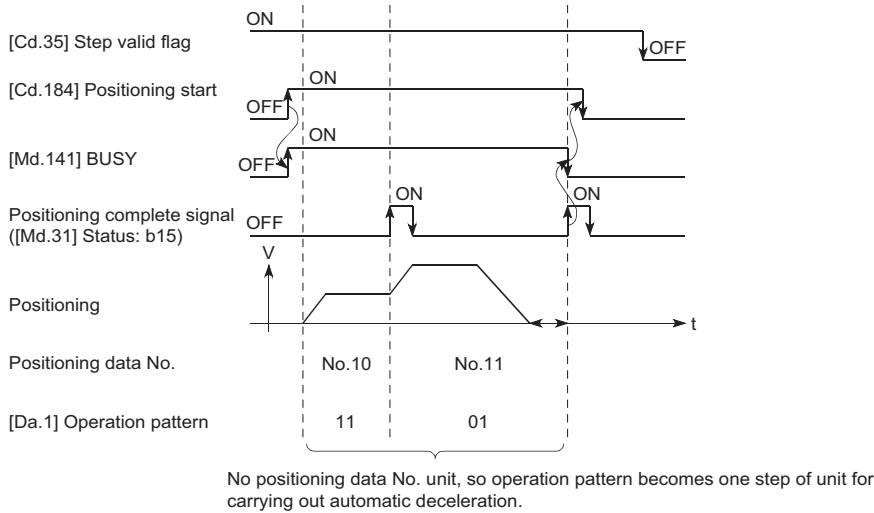 ON
[Cd.35] Step valid flag
OFF
[Cd.184] Positioning start
ON
OFF
[Md.141] BUSY
ON
OFF
ON
ON
Positioning complete signal
([Md.31] Status: b15)
OFF
V
Positioning
t
Positioning data No. No.10 No.11
[Da.1] Operation pattern 11 01
No positioning data No. unit, so operation pattern becomes one step of unit for
carrying out automatic deceleration.